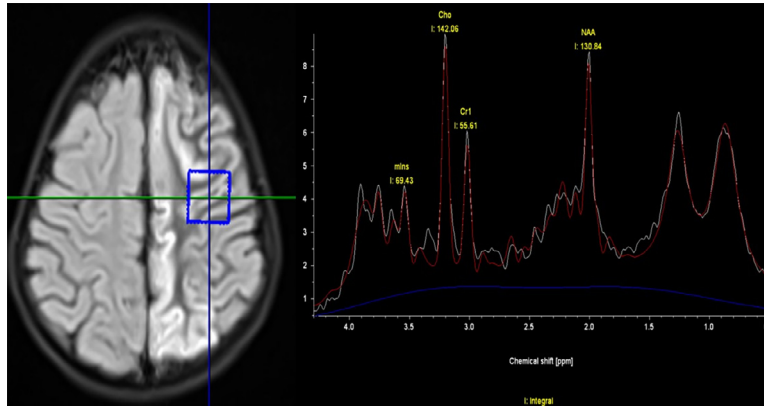 Cho
I: 142.06
NAA
I: 130.84
Cr1
I: 55.61
mIns
I: 69.43
8
7
6
5
4
3
2
1
4.0 3.5 3.0 2.5 2.0 1.5 1.0
Chemical shift [ppm]
I: Integral